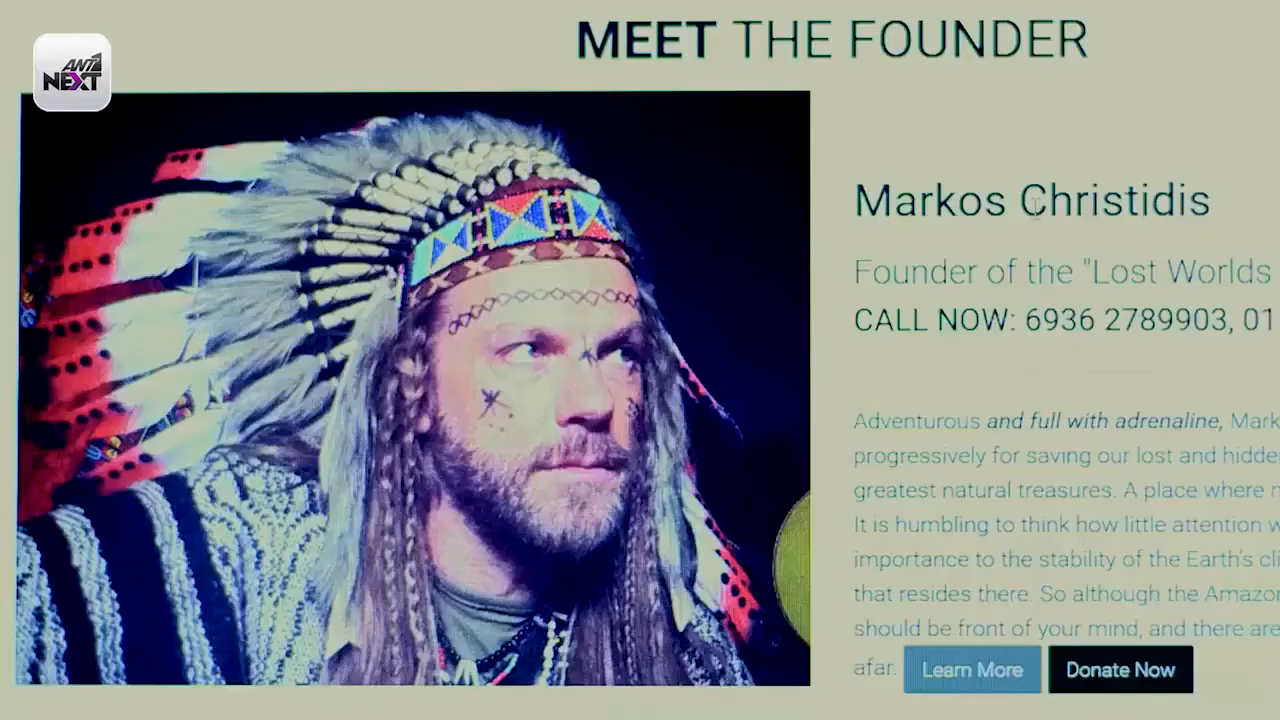 ANT1
NEXT
MEET THE FOUNDER
Markos Christidis
Founder of the "Lost Worlds
CALL NOW: 6936 2789903, 01
Adventurous and full with adrenaline, Mark
progressively for saving our lost and hidde
greatest natural treasures. A place where
It is humbling to think how little attention
importance to the stability of the Earth's
that resides there. So although the Amazo
should be front of your mind, and there are
afar.
Learn More
Donate Now